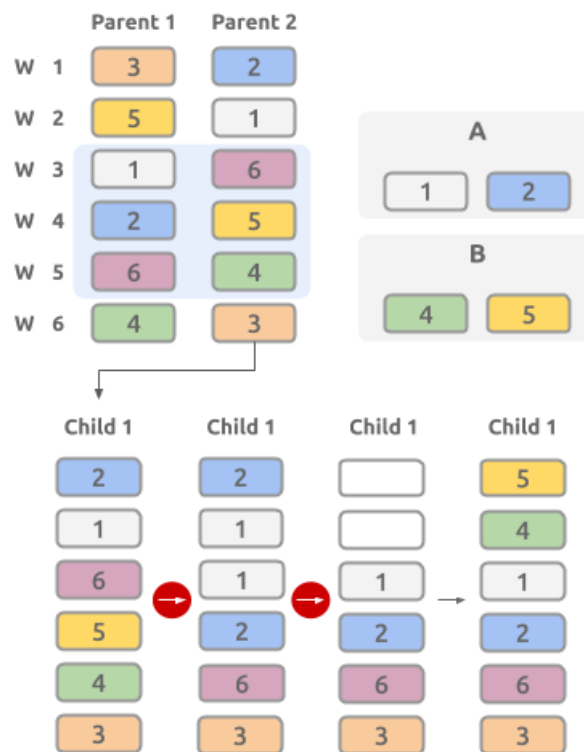 Parent 1 Parent 2
W 1 3 2
W 2 5 1
W 3 1 6
W 4 2 5
W 5 6 4
W 6 4 3
A
1 2
B
4 5
Child 1 Child 1 Child 1 Child 1
2 2 5
1 1 4
6 1 1 1
5 2 2 2
4 6 6 6
3 3 3 3